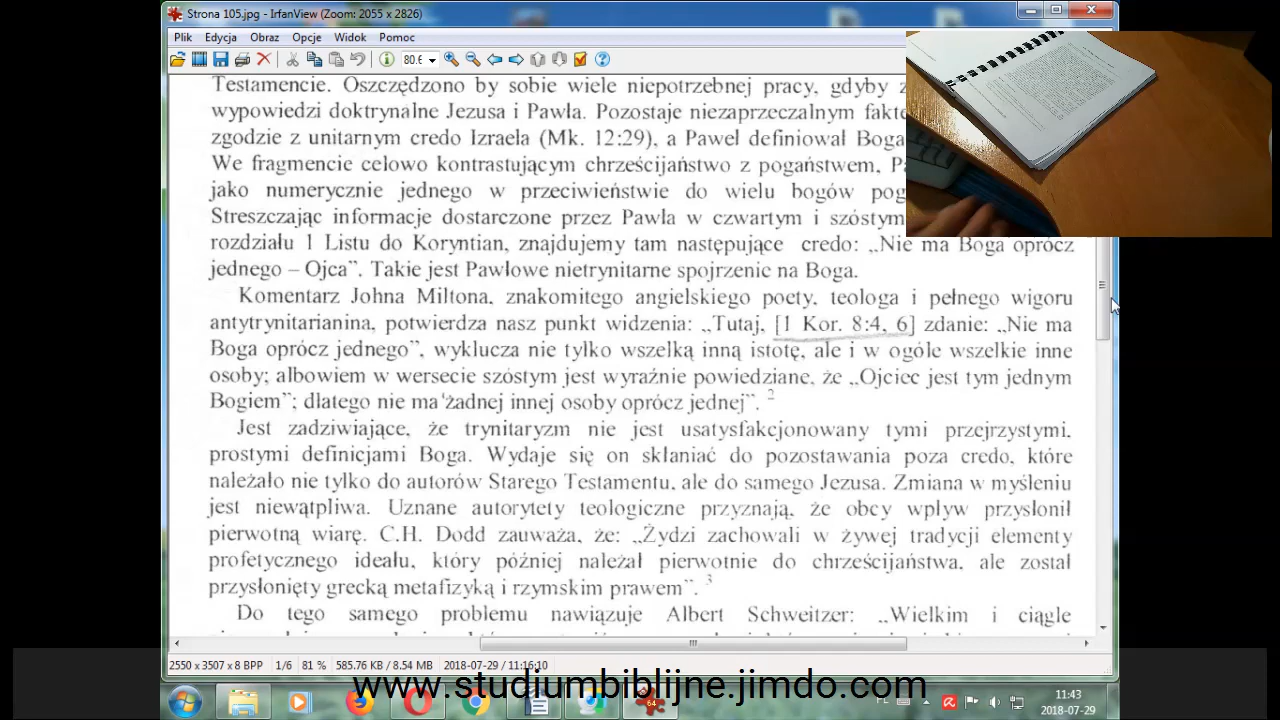 Strona 105.jpg - IrfanView (Zoom: 2055 x 2826)
Plik Edycja Obraz Opcje Widok Pomoc
80.6
Testamencie. Oszczędzono by sobie wiele niepotrzebnej pracy, gdyby z
wypowiedzi doktrynalne Jezusa i Pawła. Pozostaje niezaprzeczalnym fakte
zgodzie z unitarnym credo Izraela (Mk. 12:29), a Paweł definiował Boga
We fragmencie celowo kontrastującym chrześcijaństwo z pogaństwem, Pa
jako numerycznie jednego w przeciwieństwie do wielu bogów pog
Streszczając informacje dostarczone przez Pawła w czwartym i szóstym
rozdziału 1 Listu do Koryntian, znajdujemy tam następujące credo: „Nie ma Boga oprócz
jednego – Ojca”. Takie jest Pawłowe nietrynitarne spojrzenie na Boga.
Komentarz Johna Miltona, znakomitego angielskiego poety, teologa i pełnego wigoru
antytrynitarianina, potwierdza nasz punkt widzenia: „Tutaj, [1 Kor. 8:4, 6] zdanie: „Nie ma
Boga oprócz jednego”, wyklucza nie tylko wszelką inną istotę, ale i w ogóle wszelkie inne
osoby; albowiem w wersecie szóstym jest wyraźnie powiedziane, że „Ojciec jest tym jednym
Bogiem”; dlatego nie ma żadnej innej osoby oprócz jednej”. 2
Jest zadziwiające, że trynitaryzm nie jest usatysfakcjonowany tymi przejrzystymi,
prostymi definicjami Boga. Wydaje się on skłaniać do pozostawania poza credo, które
należało nie tylko do autorów Starego Testamentu, ale do samego Jezusa. Zmiana w myśleniu
jest niewątpliwa. Uznane autorytety teologiczne przyznają, że obcy wpływ przysłonił
pierwotną wiarę. C.H. Dodd zauważa, że: „Żydzi zachowali w żywej tradycji elementy
profetycznego ideału, który później należał pierwotnie do chrześcijaństwa, ale został
przysłonięty grecką metafizyką i rzymskim prawem”. 3
Do tego samego problemu nawiązuje Albert Schweitzer: „Wielkim i ciągle
2550 x 3507 x 8 BPP 1/6 81 % 585.76 KB / 8.54 MB 2018-07-29 / 11:16:10
www.studiumbiblijne.jimdo.com
64
PL
11:43
2018-07-29